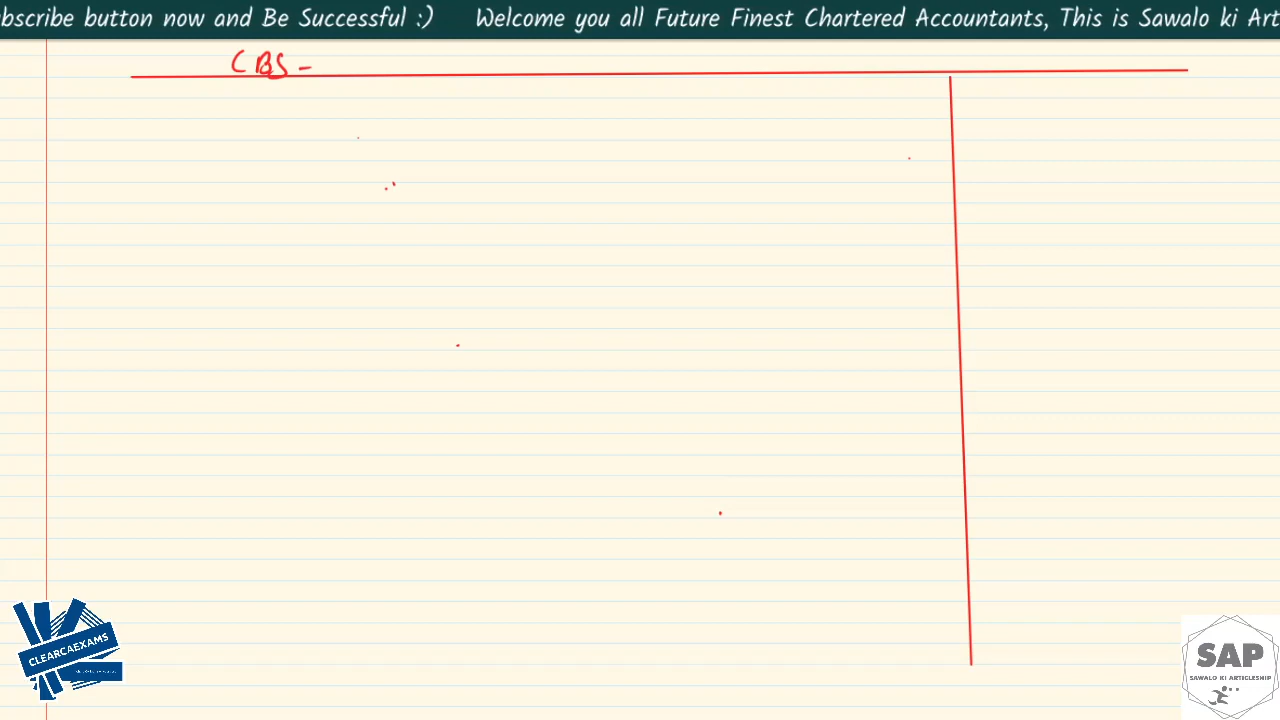 bscribe button now and Be Successful :) Welcome you all Future Finest Chartered Accountants, This is Sawalo ki Art
CBS -
CLEARCAEXAMS
SAP
SAWALO KI ARTICLESHIP